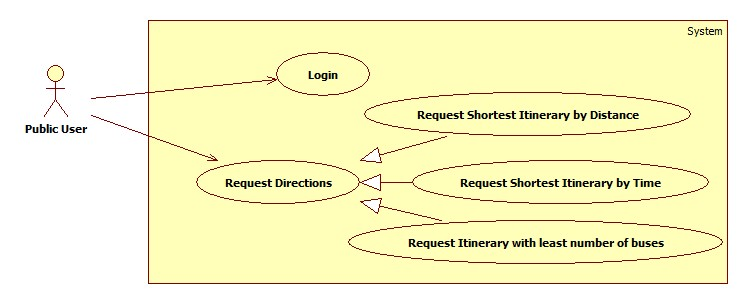 System
Login
Public User
Request Shortest Itinerary by Distance
Request Directions
Request Shortest Itinerary by Time
Request Itinerary with least number of buses